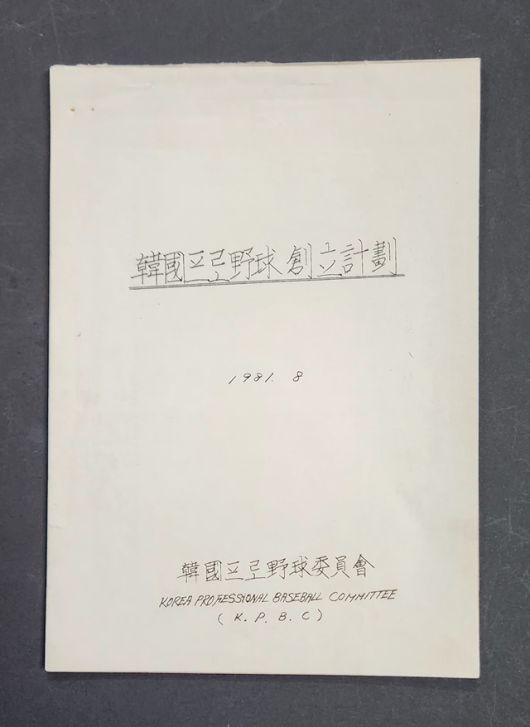 韓國프로野球 創立計劃
1981. 8
韓國프로野球委員會
KOREA PROFESSIONAL BASEBALL COMMITTEE
( K. P. B. C )